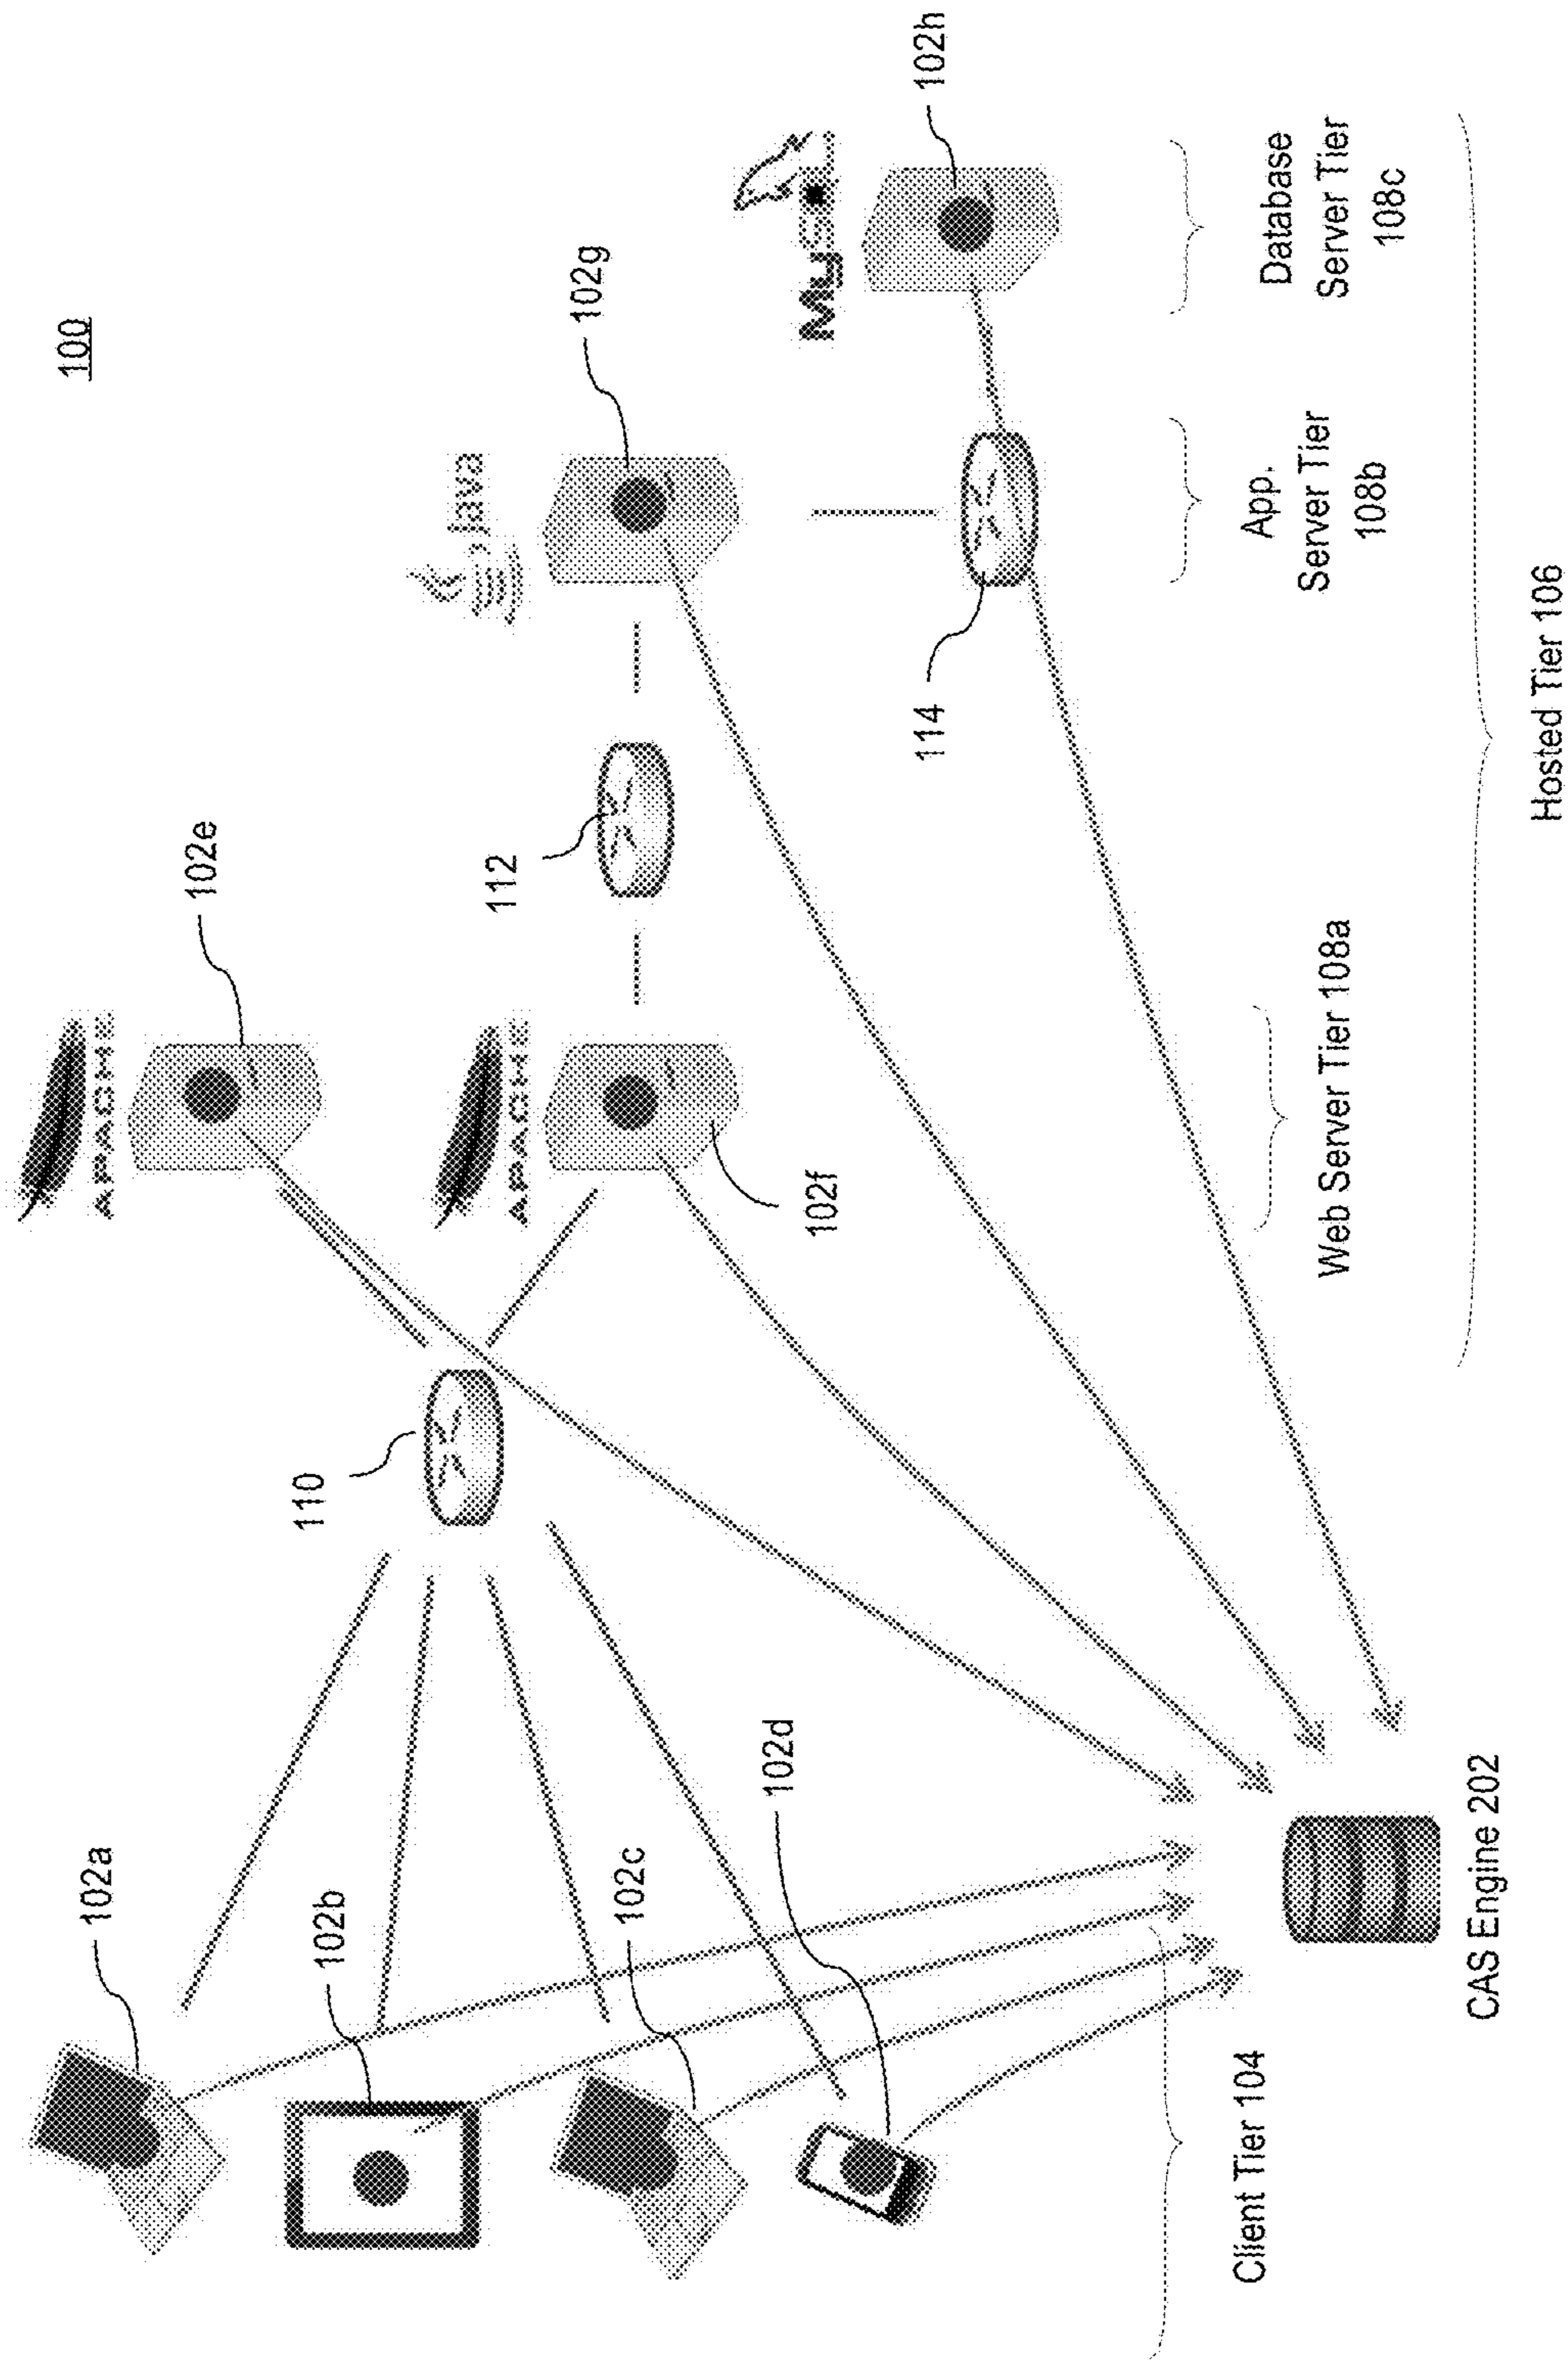 100
102a
102b
102c
102d
110
APACHE
102e
APACHE
102f
112
Java
102g
114
MySQL
102h
Client Tier 104
CAS Engine 202
Web Server Tier 108a
App.
Server Tier
108b
Database
Server Tier
108c
Hosted Tier 106